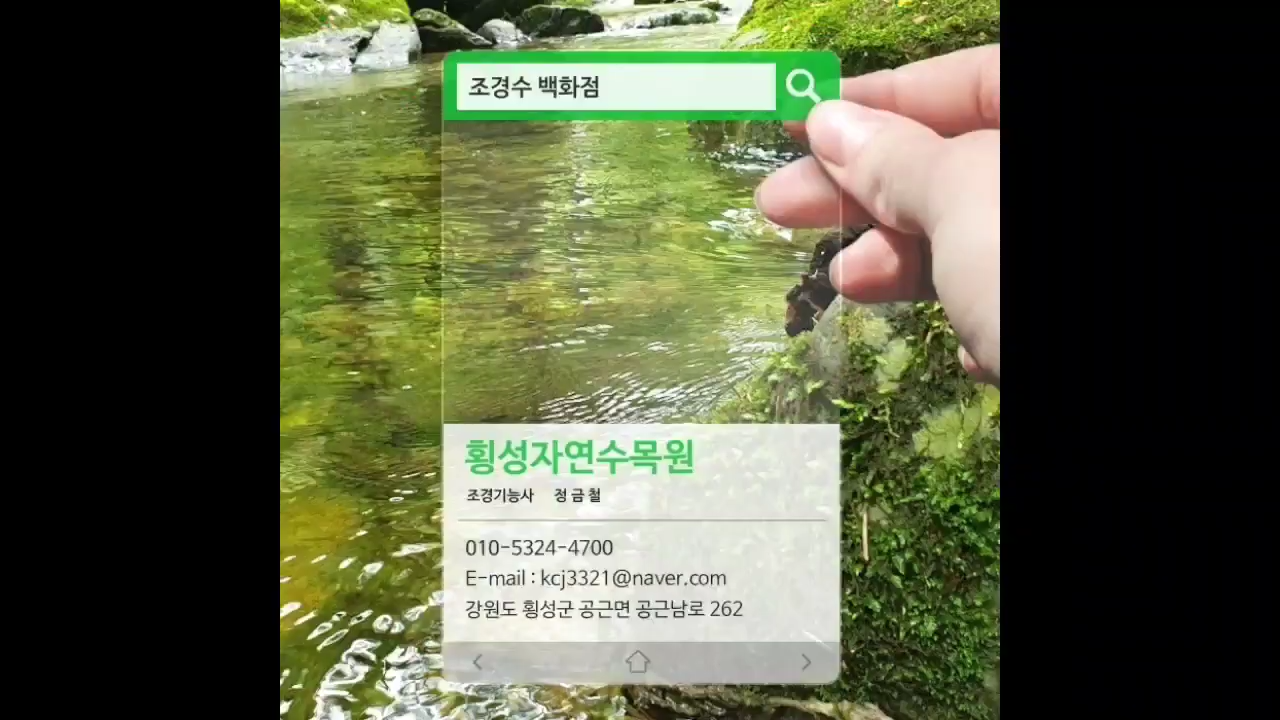 조경수 백화점
횡성자연수목원
조경기능사 정 금 철
010-5324-4700
E-mail : kcj3321@naver.com
강원도 횡성군 공근면 공근남로 262